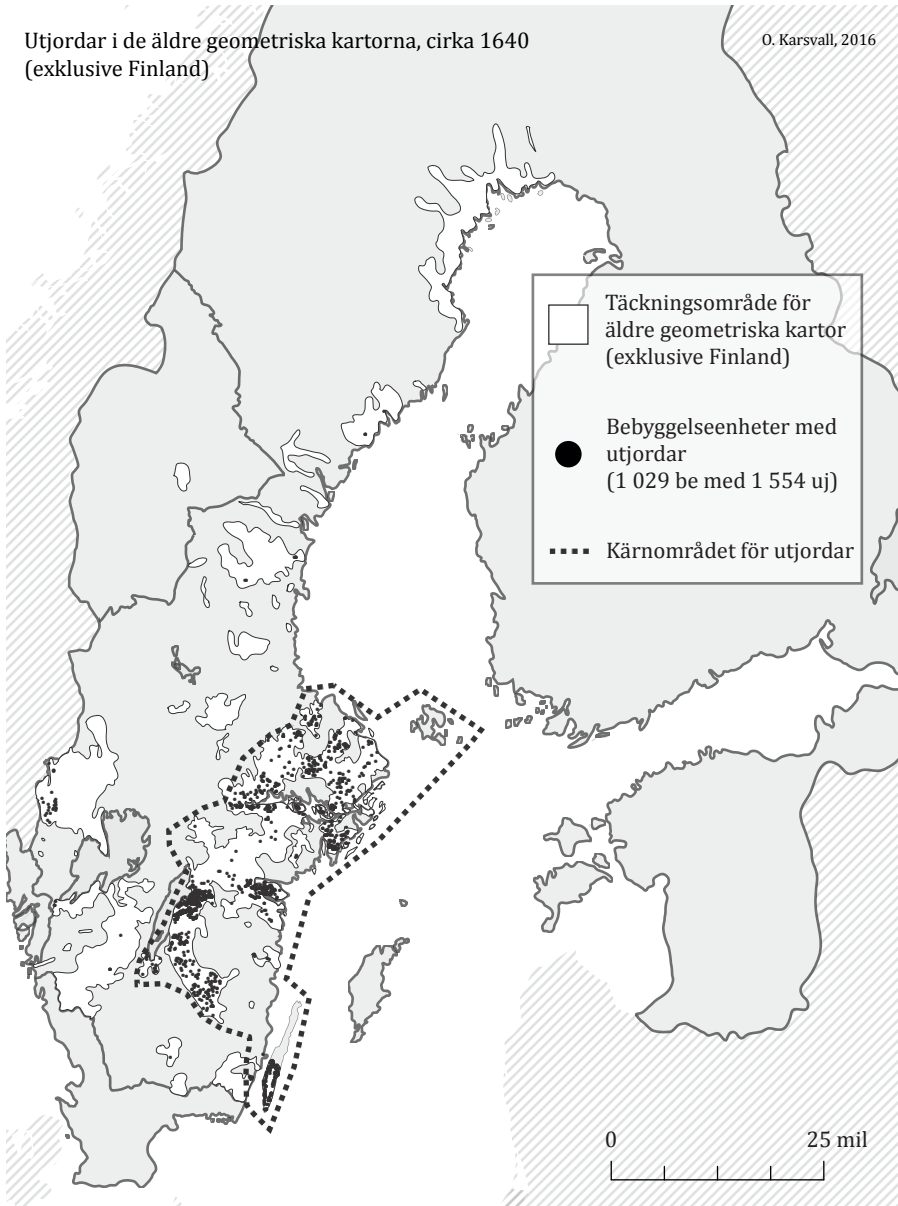 Utjordar i de äldre geometriska kartorna, cirka 1640
(exklusive Finland)
O. Karsvall, 2016
Täckningsområde för
äldre geometriska kartor
(exklusive Finland)
Bebyggelseenheter med
utjordar
(1 029 be med 1 554 uj)
Kärnområdet för utjordar
0 25 mil